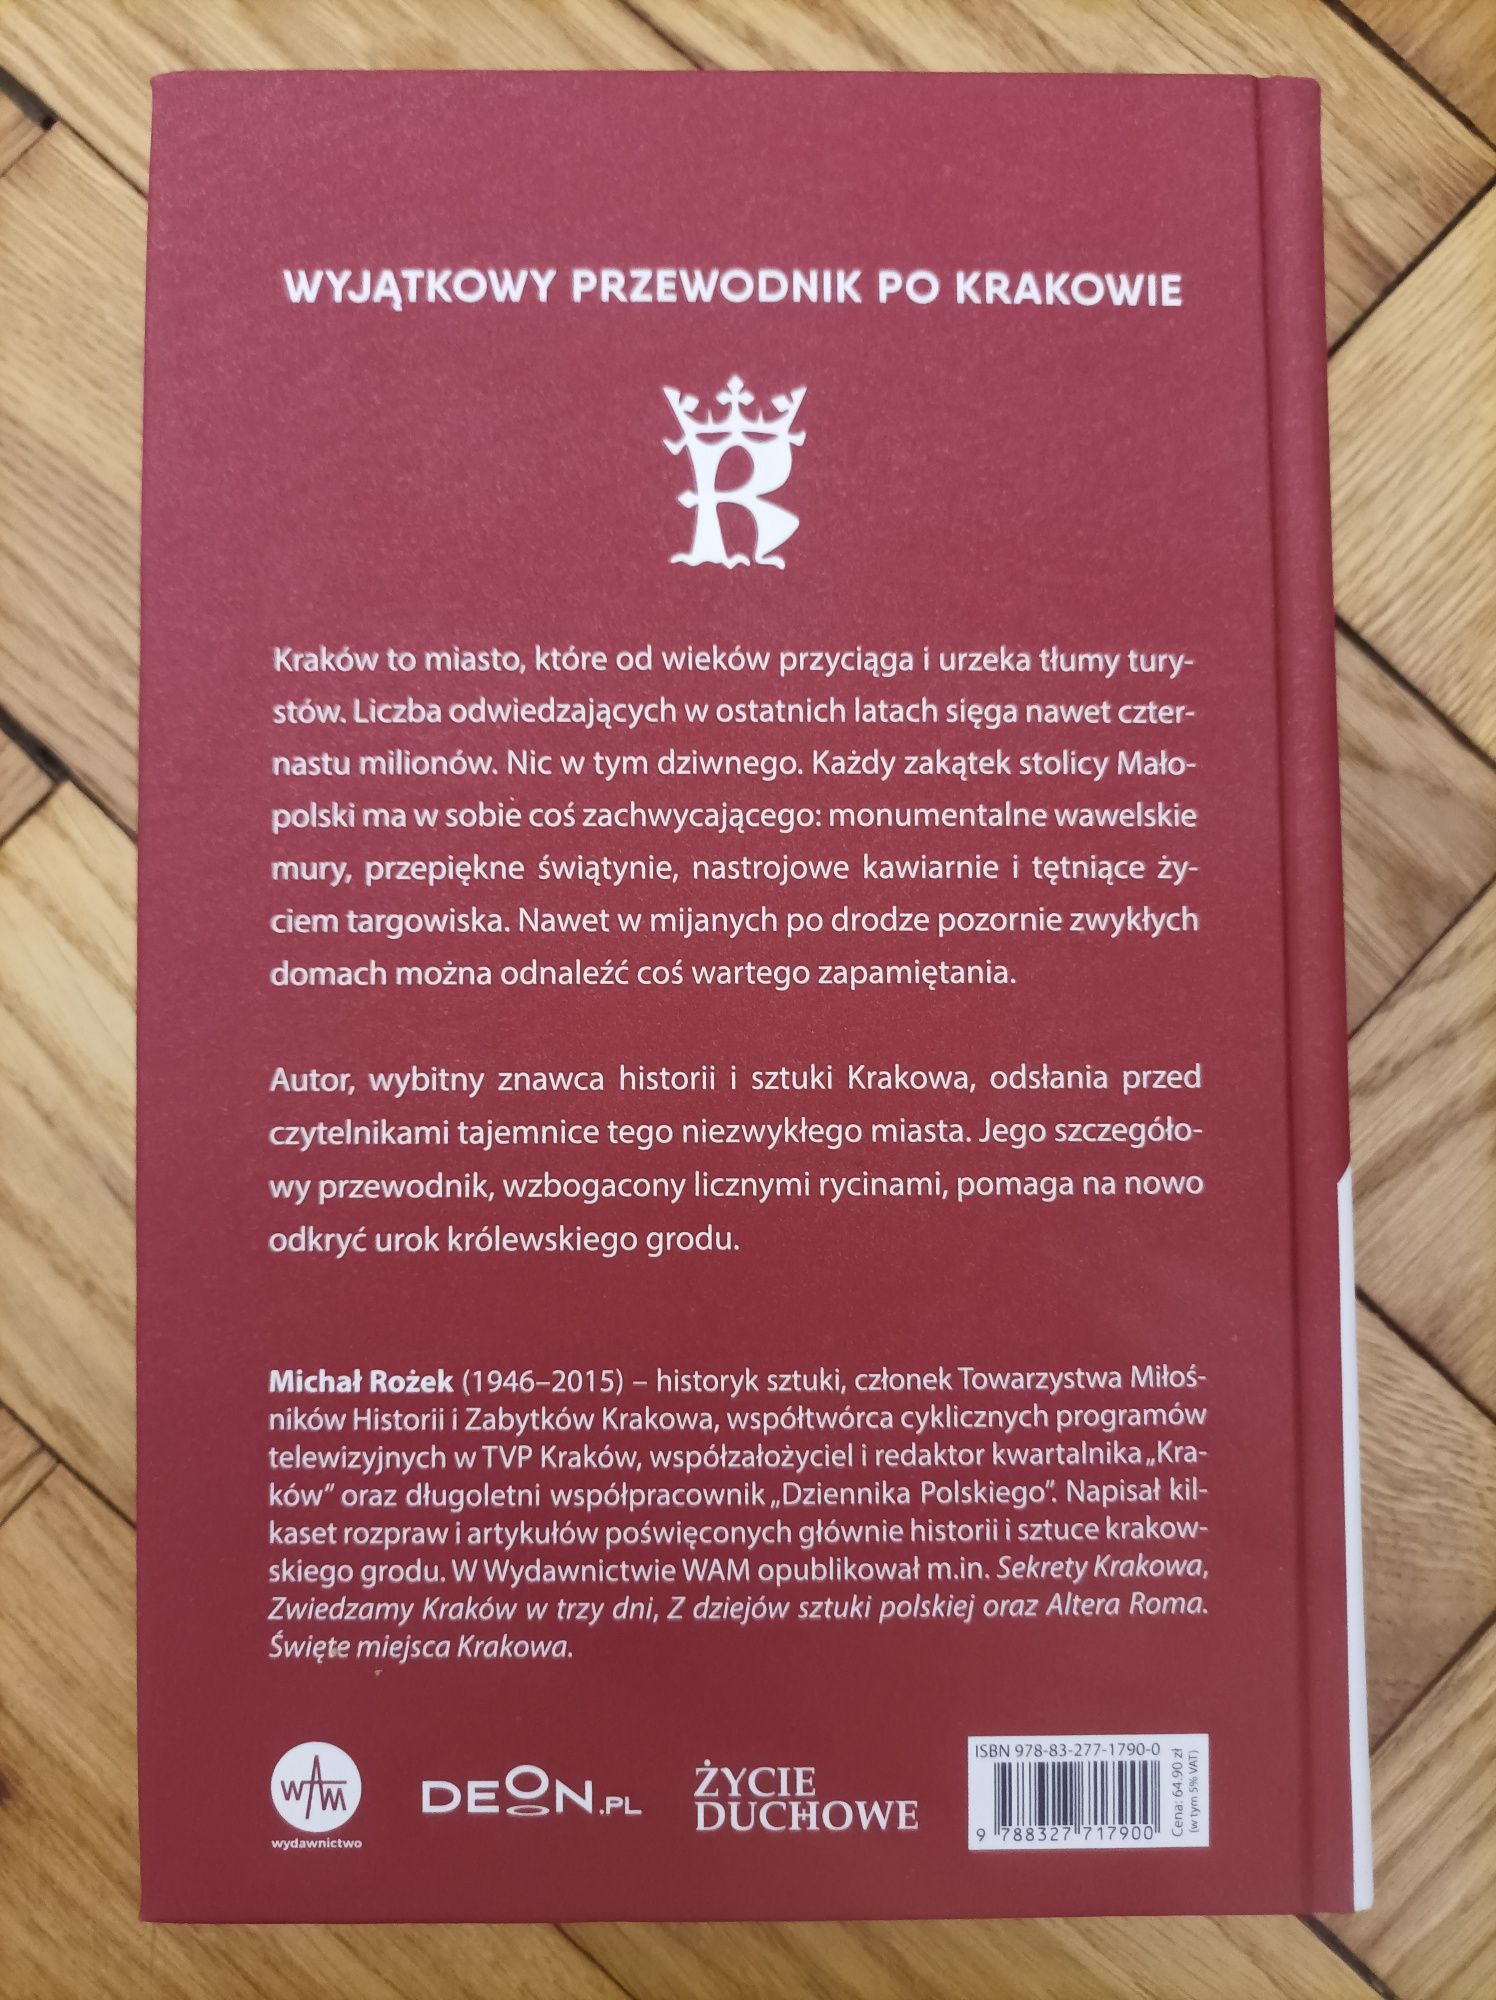 WYJĄTKOWY PRZEWODNIK PO KRAKOWIE
R
Kraków to miasto, które od wieków przyciąga i urzeka tłumy tury-
stów. Liczba odwiedzających w ostatnich latach sięga nawet czter-
nastu milionów. Nic w tym dziwnego. Każdy zakątek stolicy Mało-
polski ma w sobie coś zachwycającego: monumentalne wawelskie
mury, przepiękne świątynie, nastrojowe kawiarnie i tętniące ży-
ciem targowiska. Nawet w mijanych po drodze pozornie zwykłych
domach można odnaleźć coś wartego zapamiętania.
Autor, wybitny znawca historii i sztuki Krakowa, odsłania przed
czytelnikami tajemnice tego niezwykłego miasta. Jego szczegóło-
wy przewodnik, wzbogacony licznymi rycinami, pomaga na nowo
odkryć urok królewskiego grodu.
Michał Rożek (1946–2015) – historyk sztuki, członek Towarzystwa Miłoś-
ników Historii i Zabytków Krakowa, współtwórca cyklicznych programów
telewizyjnych w TVP Kraków, współzałożyciel i redaktor kwartalnika „Kra-
ków” oraz długoletni współpracownik „Dziennika Polskiego”. Napisał kil-
kaset rozpraw i artykułów poświęconych głównie historii i sztuce krakow-
skiego grodu. W Wydawnictwie WAM opublikował m.in. Sekrety Krakowa,
Zwiedzamy Kraków w trzy dni, Z dziejów sztuki polskiej oraz Altera Roma.
Święte miejsca Krakowa.
WAM
wydawnictwo
DEON.PL
ŻYCIE
DUCHOWE
ISBN 978-83-277-1790-0
9 788327 717900
Cena: 64.90 zł
(w tym 5% VAT)